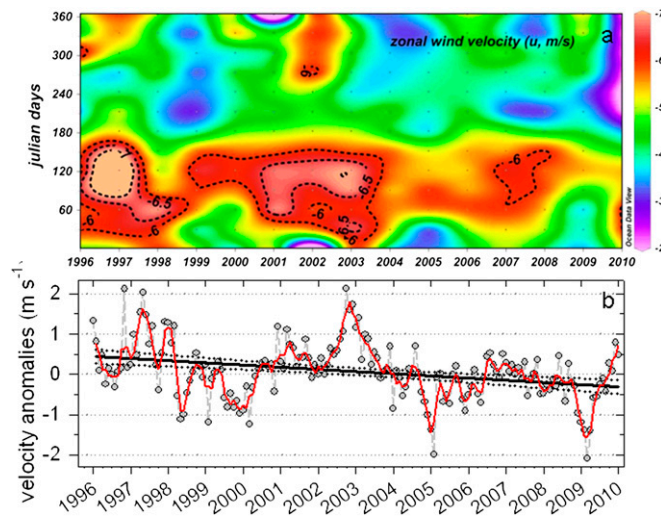 360
300
240
180
120
60
julian days
zonal wind velocity (u, m/s)
a
-6
-6.5
-6
-6
6.5
-6
6.5
-6
-6
Ocean Data View
1996 1997 1998 1999 2000 2001 2002 2003 2004 2005 2006 2007 2008 2009 2010
b
velocity anomalies (m s⁻¹)
2
1
0
-1
-2
1996 1997 1998 1999 2000 2001 2002 2003 2004 2005 2006 2007 2008 2009 2010